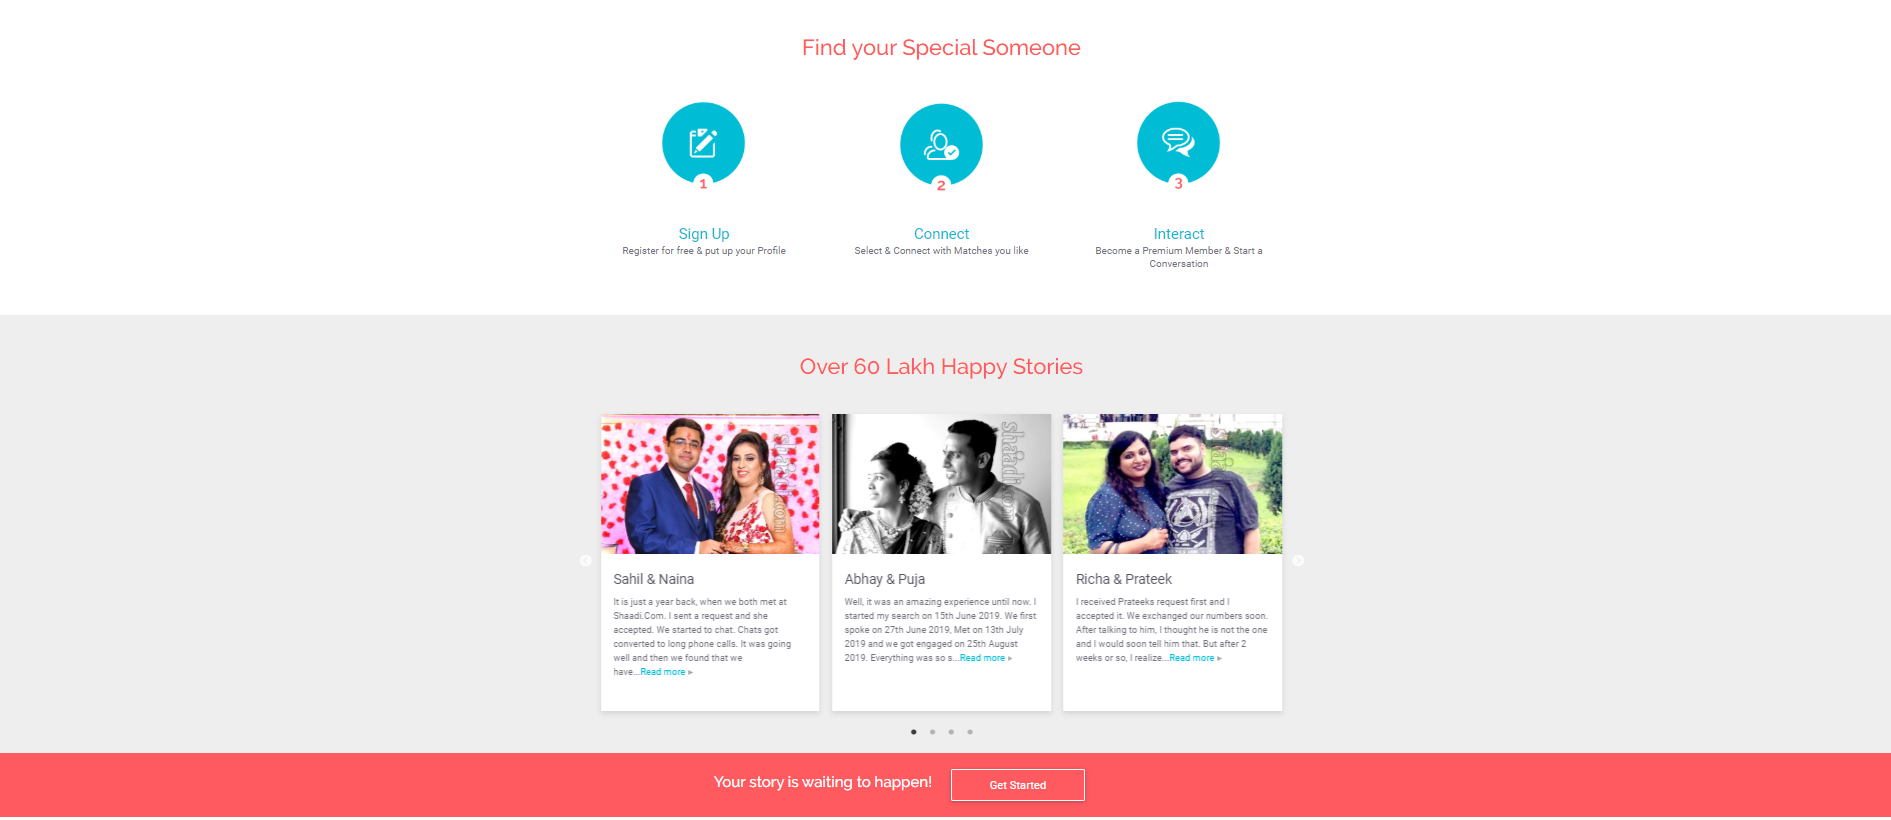 Find your Special Someone
1
2
3
Sign Up
Register for free & put up your Profile
Connect
Select & Connect with Matches you like
Interact
Become a Premium Member & Start a
Conversation
Over 60 Lakh Happy Stories
shaadi.com
shaadi.com
shaadi
Sahil & Naina
It is just a year back, when we both met at
Shaadi.Com. I sent a request and she
accepted. We started to chat. Chats got
converted to long phone calls. It was going
well and then we found that we
have...Read more ▸
Abhay & Puja
Well, it was an amazing experience until now. I
started my search on 15th June 2019. We first
spoke on 27th June 2019, Met on 13th July
2019 and we got engaged on 25th August
2019. Everything was so s...Read more ▸
Richa & Prateek
I received Prateeks request first and I
accepted it. We exchanged our numbers soon.
After talking to him, I thought he is not the one
and I would soon tell him that. But after 2
weeks or so, I realize...Read more ▸
Your story is waiting to happen!
Get Started